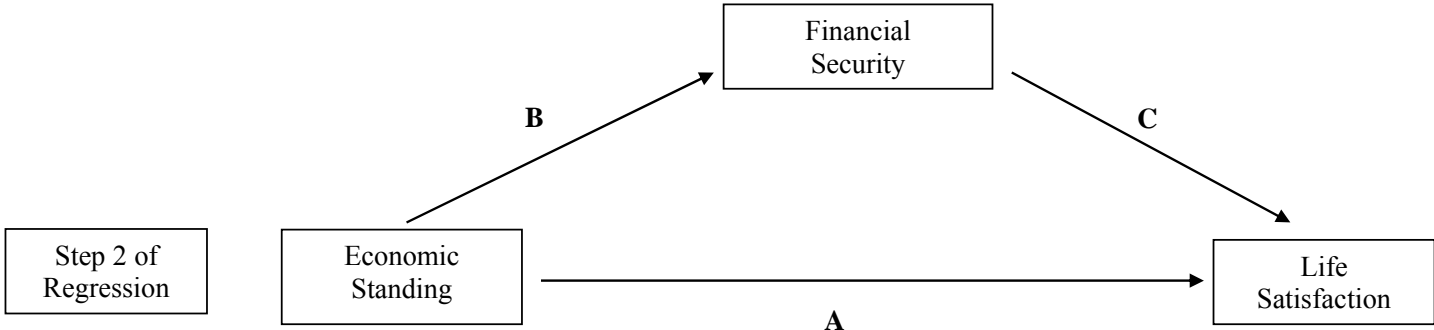 Financial
Security
B
C
Step 2 of
Regression
Economic
Standing
Life
Satisfaction
A